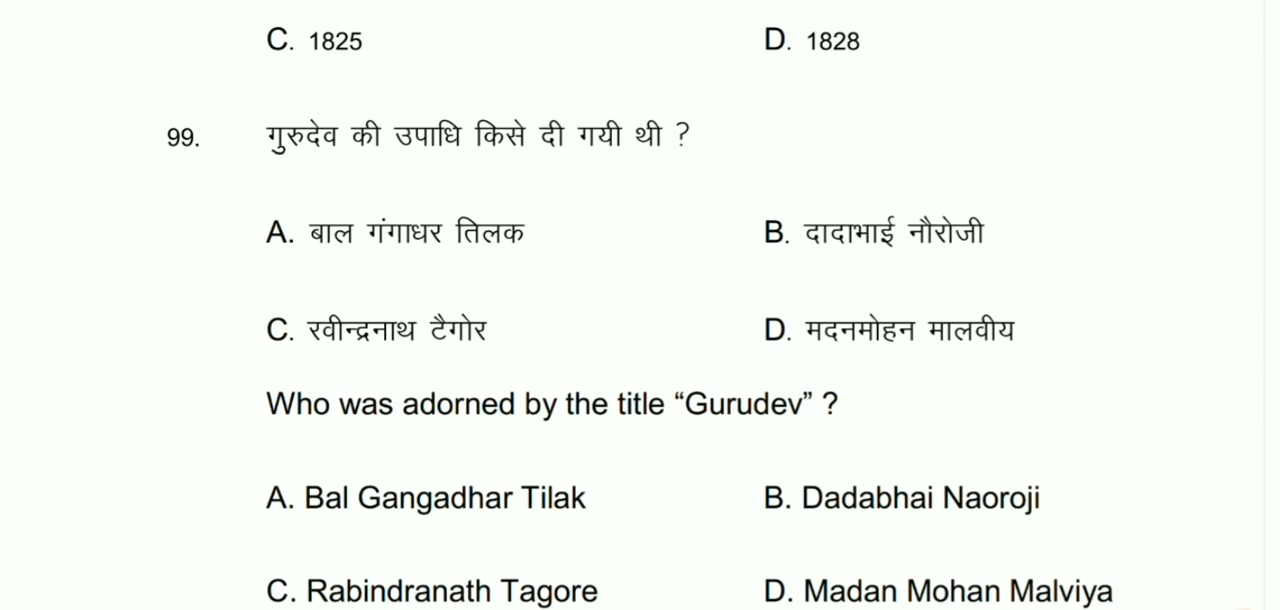 C. 1825 D. 1828
99. गुरुदेव की उपाधि किसे दी गयी थी ?
A. बाल गंगाधर तिलक B. दादाभाई नौरोजी
C. रवीन्द्रनाथ टैगोर D. मदनमोहन मालवीय
Who was adorned by the title “Gurudev” ?
A. Bal Gangadhar Tilak B. Dadabhai Naoroji
C. Rabindranath Tagore D. Madan Mohan Malviya